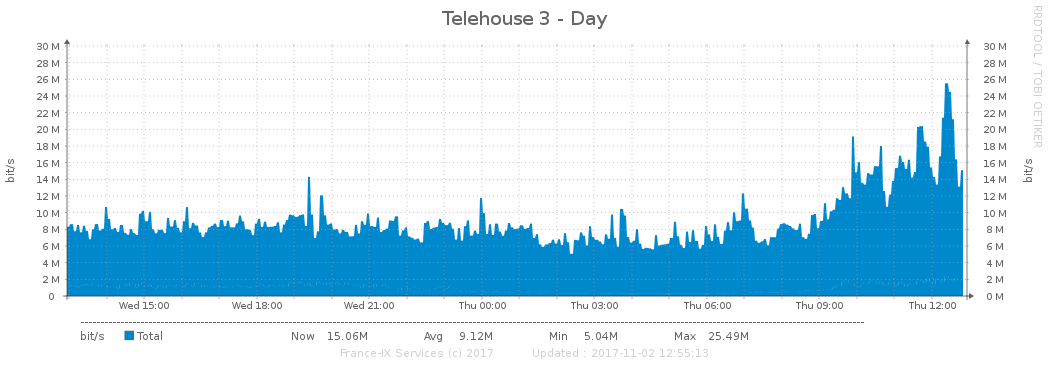 Telehouse 3 - Day
RRDTOOL / TOBI OETIKER
30 M 30 M
28 M 28 M
26 M 26 M
24 M 24 M
22 M 22 M
20 M 20 M
18 M 18 M
16 M 16 M
14 M 14 M
12 M 12 M
10 M 10 M
8 M 8 M
6 M 6 M
4 M 4 M
2 M 2 M
0 0 M
bit/s
bit/s
Wed 15:00 Wed 18:00 Wed 21:00 Thu 00:00 Thu 03:00 Thu 06:00 Thu 09:00 Thu 12:00
bit/s Total Now 15.06M Avg 9.12M Min 5.04M Max 25.49M
France-IX Services (c) 2017 Updated : 2017-11-02 12:55:13